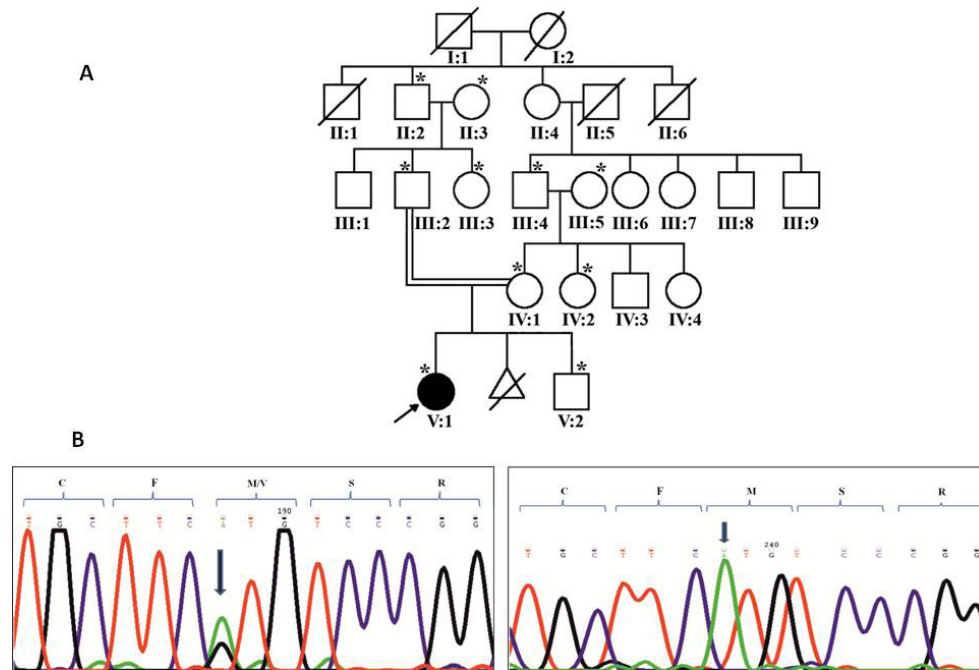 A
I:1 I:2
* *
II:1 II:2 II:3 II:4 II:5 II:6
* * * *
III:1 III:2 III:3 III:4 III:5 III:6 III:7 III:8 III:9
* *
IV:1 IV:2 IV:3 IV:4
* *
V:1 V:2
B
C F M/V S R
190
T G C T T C A T G T C C C G G
C F M S R
240
T G C T T C A T G T C C C G G